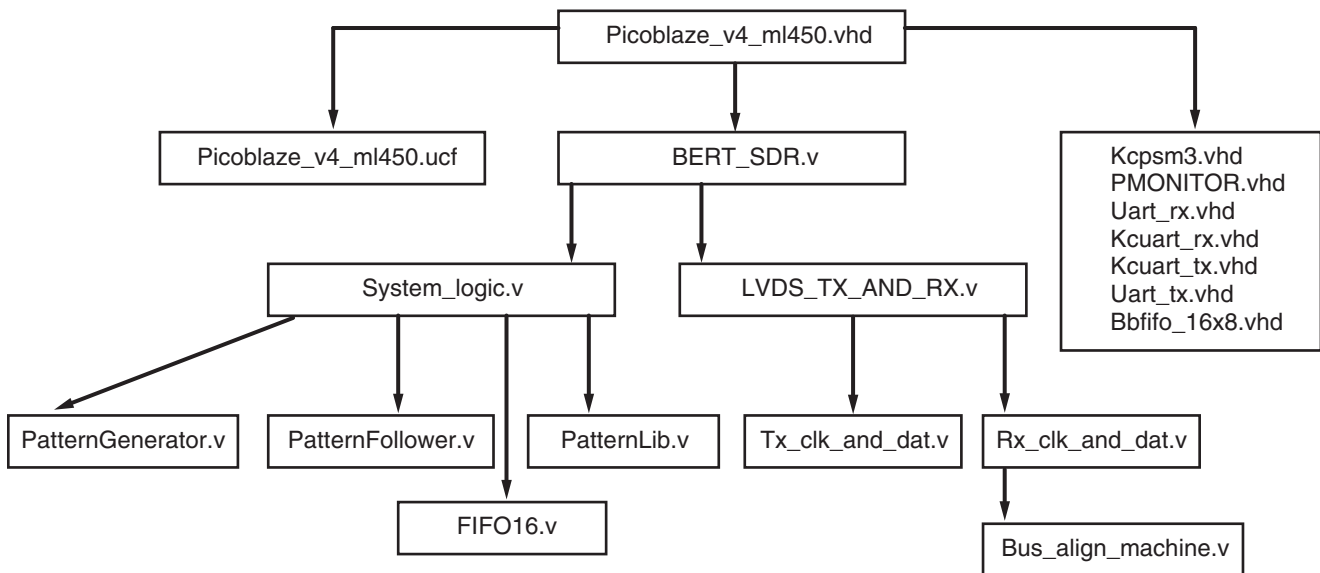 Picoblaze_v4_ml450.vhd
Picoblaze_v4_ml450.ucf
BERT_SDR.v
Kcpsm3.vhd
PMONITOR.vhd
Uart_rx.vhd
Kcuart_rx.vhd
Kcuart_tx.vhd
Uart_tx.vhd
Bbfifo_16x8.vhd
System_logic.v
LVDS_TX_AND_RX.v
PatternGenerator.v
PatternFollower.v
PatternLib.v
Tx_clk_and_dat.v
Rx_clk_and_dat.v
FIFO16.v
Bus_align_machine.v